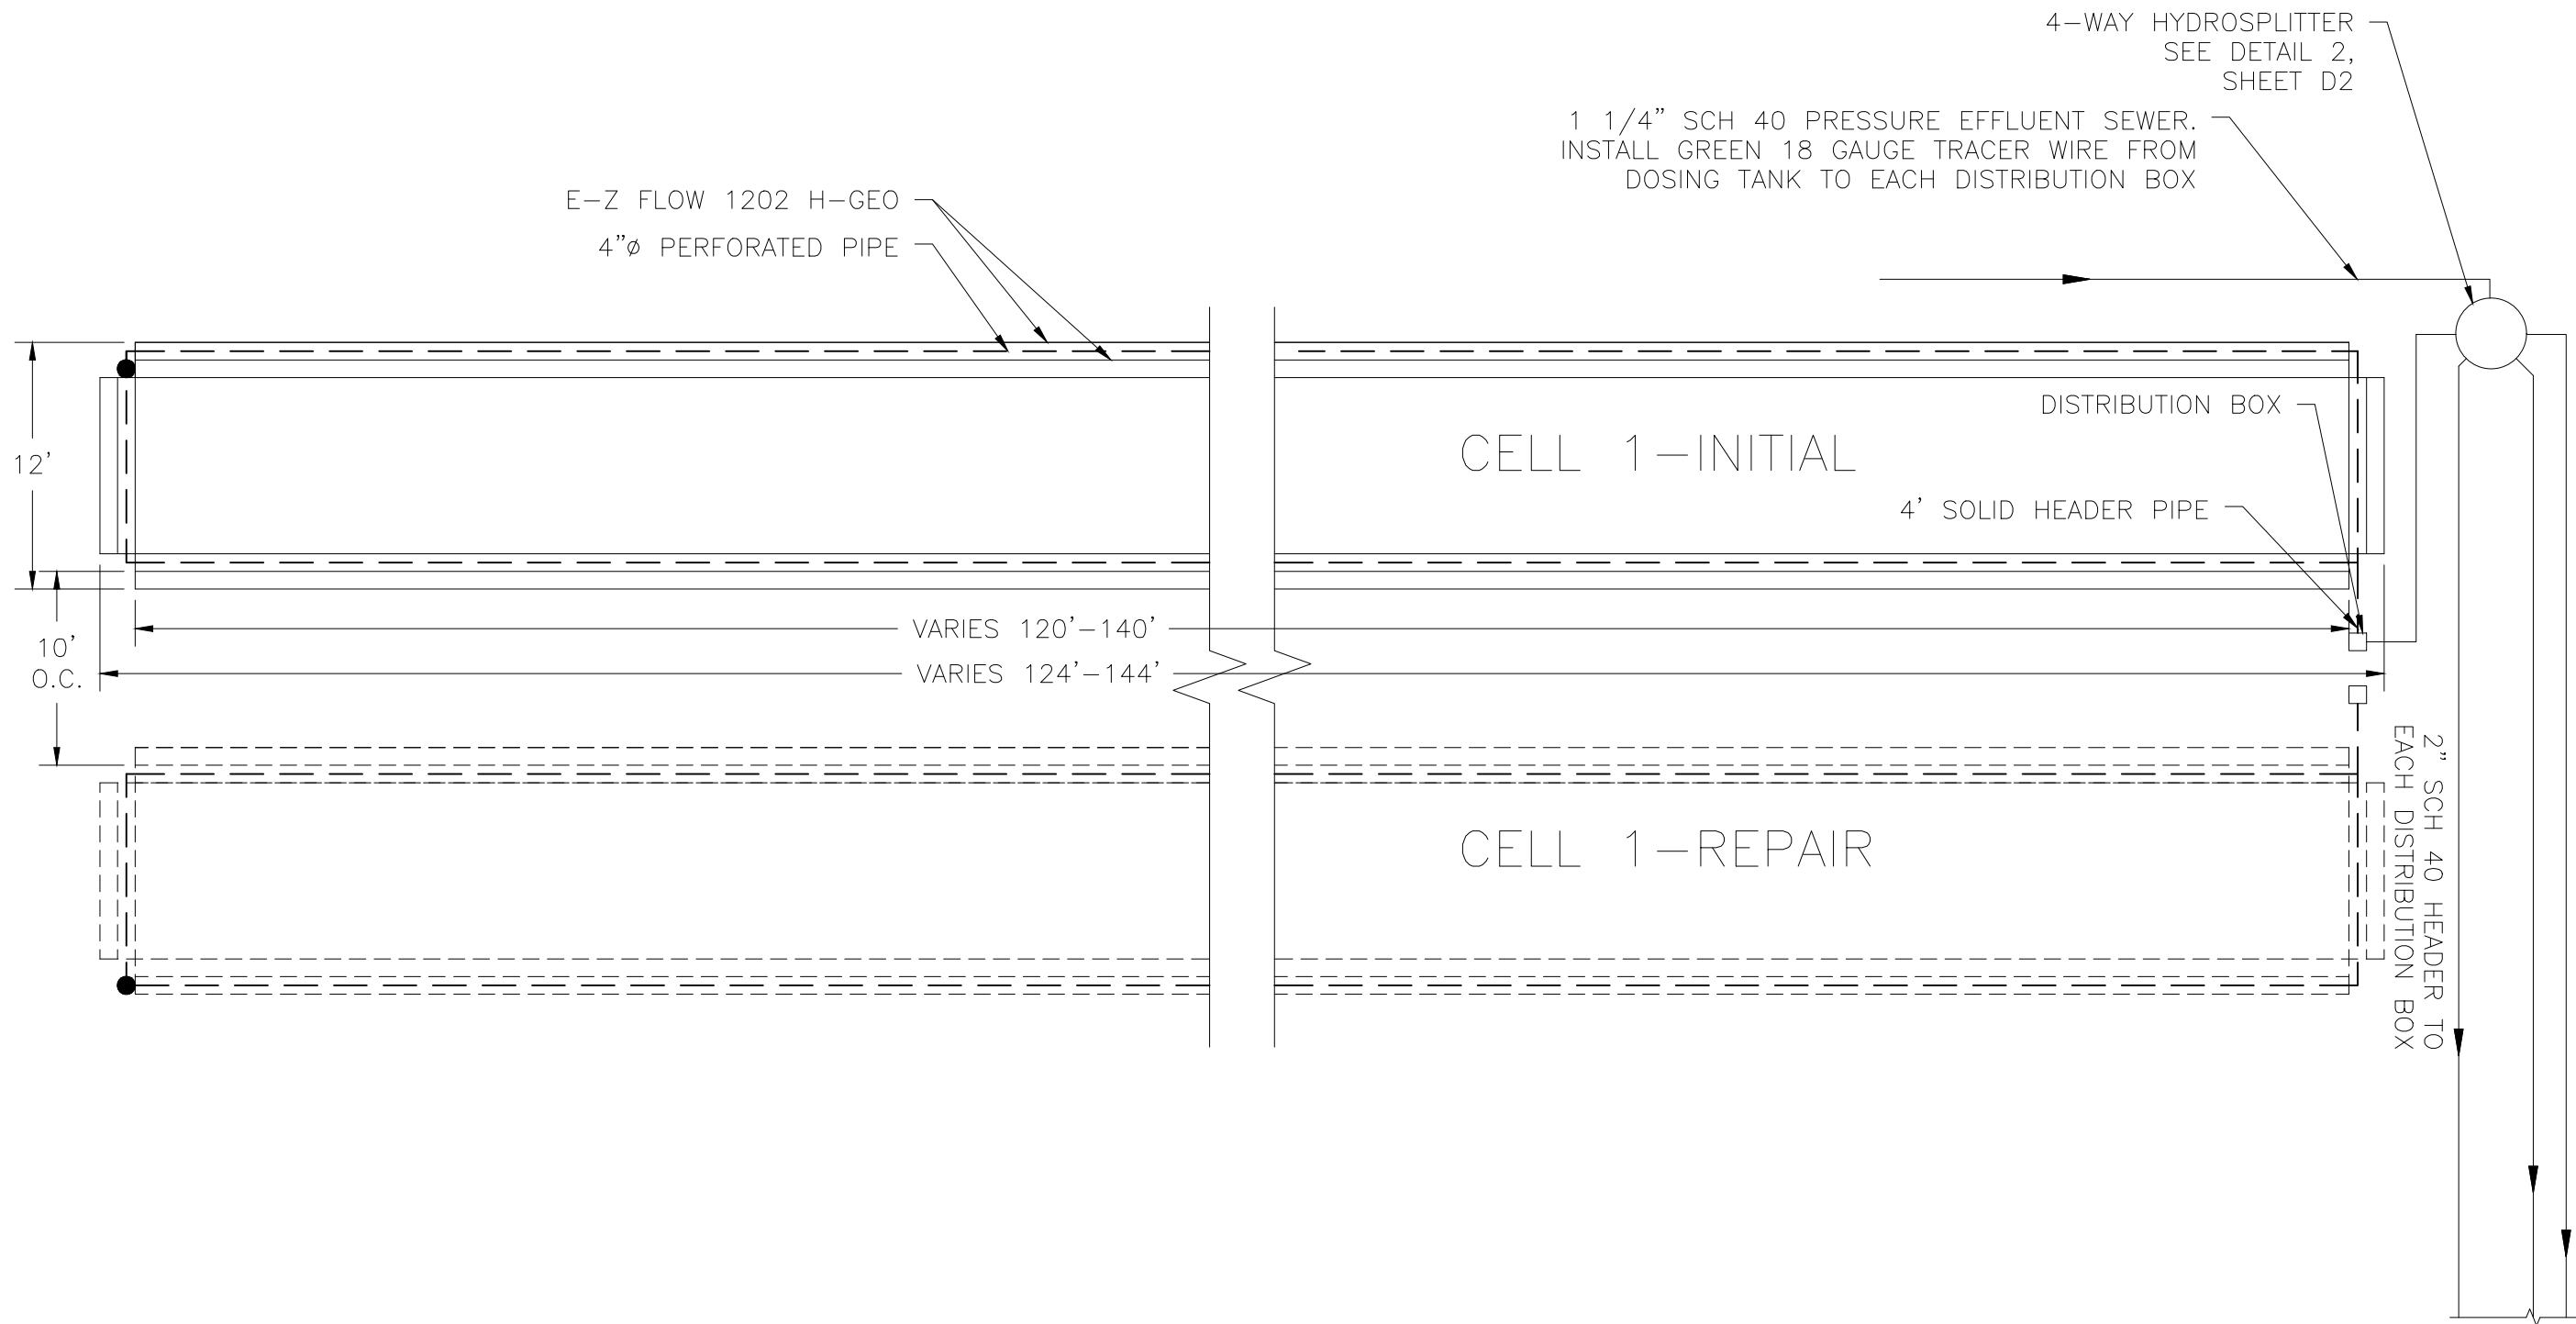 4-WAY HYDROSPLITTER
SEE DETAIL 2,
SHEET D2
1 1/4" SCH 40 PRESSURE EFFLUENT SEWER.
INSTALL GREEN 18 GAUGE TRACER WIRE FROM
DOSING TANK TO EACH DISTRIBUTION BOX
E-Z FLOW 1202 H-GEO
4"ø PERFORATED PIPE
DISTRIBUTION BOX
CELL 1-INITIAL
12'
4' SOLID HEADER PIPE
VARIES 120'-140'
10'
O.C.
VARIES 124'-144'
2" SCH 40 HEADER TO
EACH DISTRIBUTION BOX
CELL 1-REPAIR